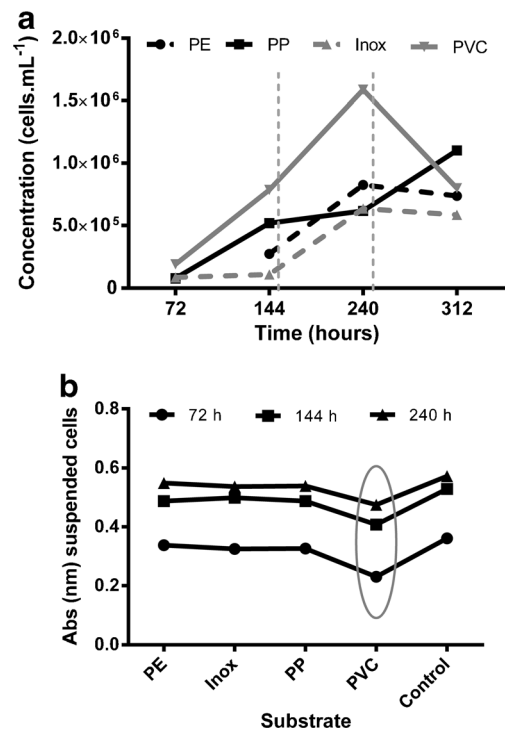 a
PE PP Inox PVC
Concentration (cells.mL⁻¹)
2.0×10⁶
1.5×10⁶
1.0×10⁶
5.0×10⁵
0
72 144 240 312
Time (hours)
b
72 h 144 h 240 h
Abs (nm) suspended cells
0.8
0.6
0.4
0.2
0.0
PE Inox PP PVC Control
Substrate